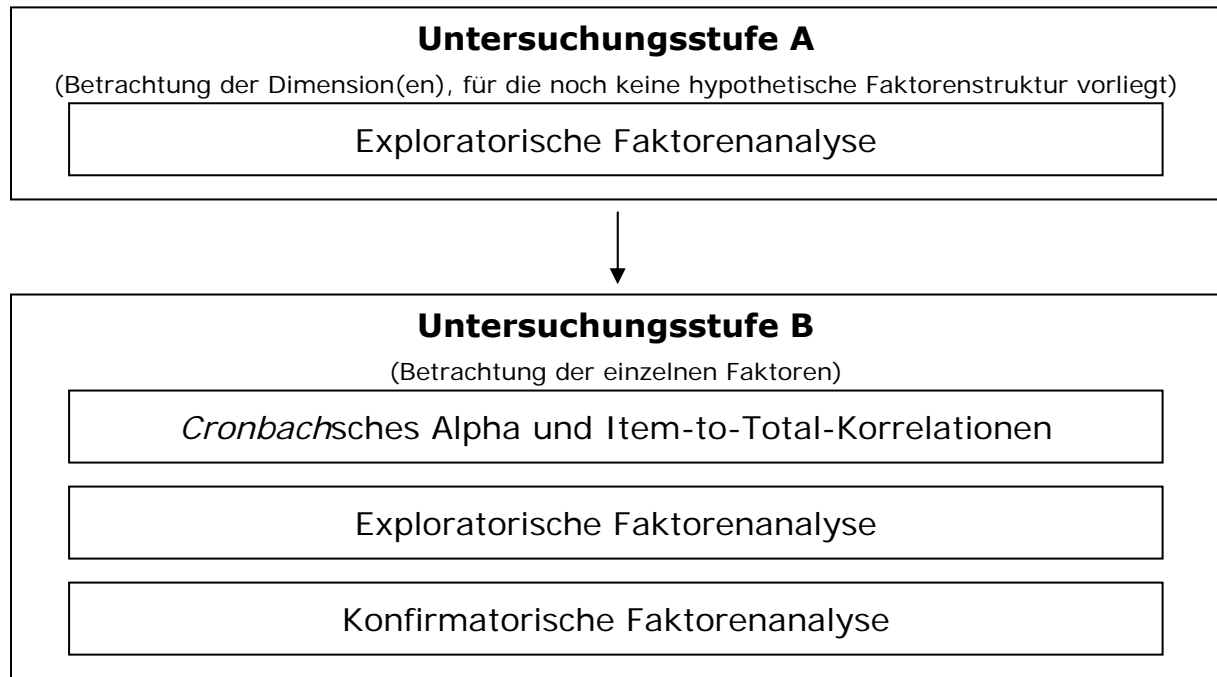 Untersuchungsstufe A
(Betrachtung der Dimension(en), für die noch keine hypothetische Faktorenstruktur vorliegt)
Exploratorische Faktorenanalyse
Untersuchungsstufe B
(Betrachtung der einzelnen Faktoren)
Cronbachsches Alpha und Item-to-Total-Korrelationen
Exploratorische Faktorenanalyse
Konfirmatorische Faktorenanalyse